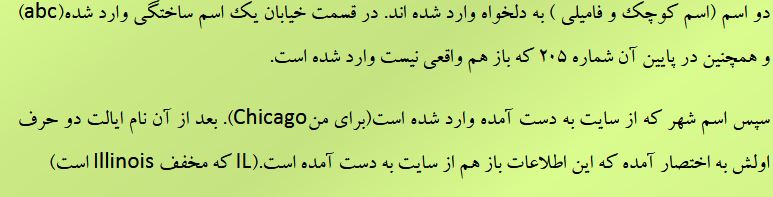 دو اسم (اسم کوچک و فامیلی ) به دلخواه وارد شده اند. در قسمت خیابان یک اسم ساختگی وارد شده(abc)
و همچنین در پایین آن شماره ۲۰۵ که باز هم واقعی نیست وارد شده است.
سپس اسم شهر که از سایت به دست آمده وارد شده است(برای منChicago). بعد از آن نام ایالت دو حرف
اولش به اختصار آمده که این اطلاعات باز هم از سایت به دست آمده است.(IL که مخفف Illinois است)